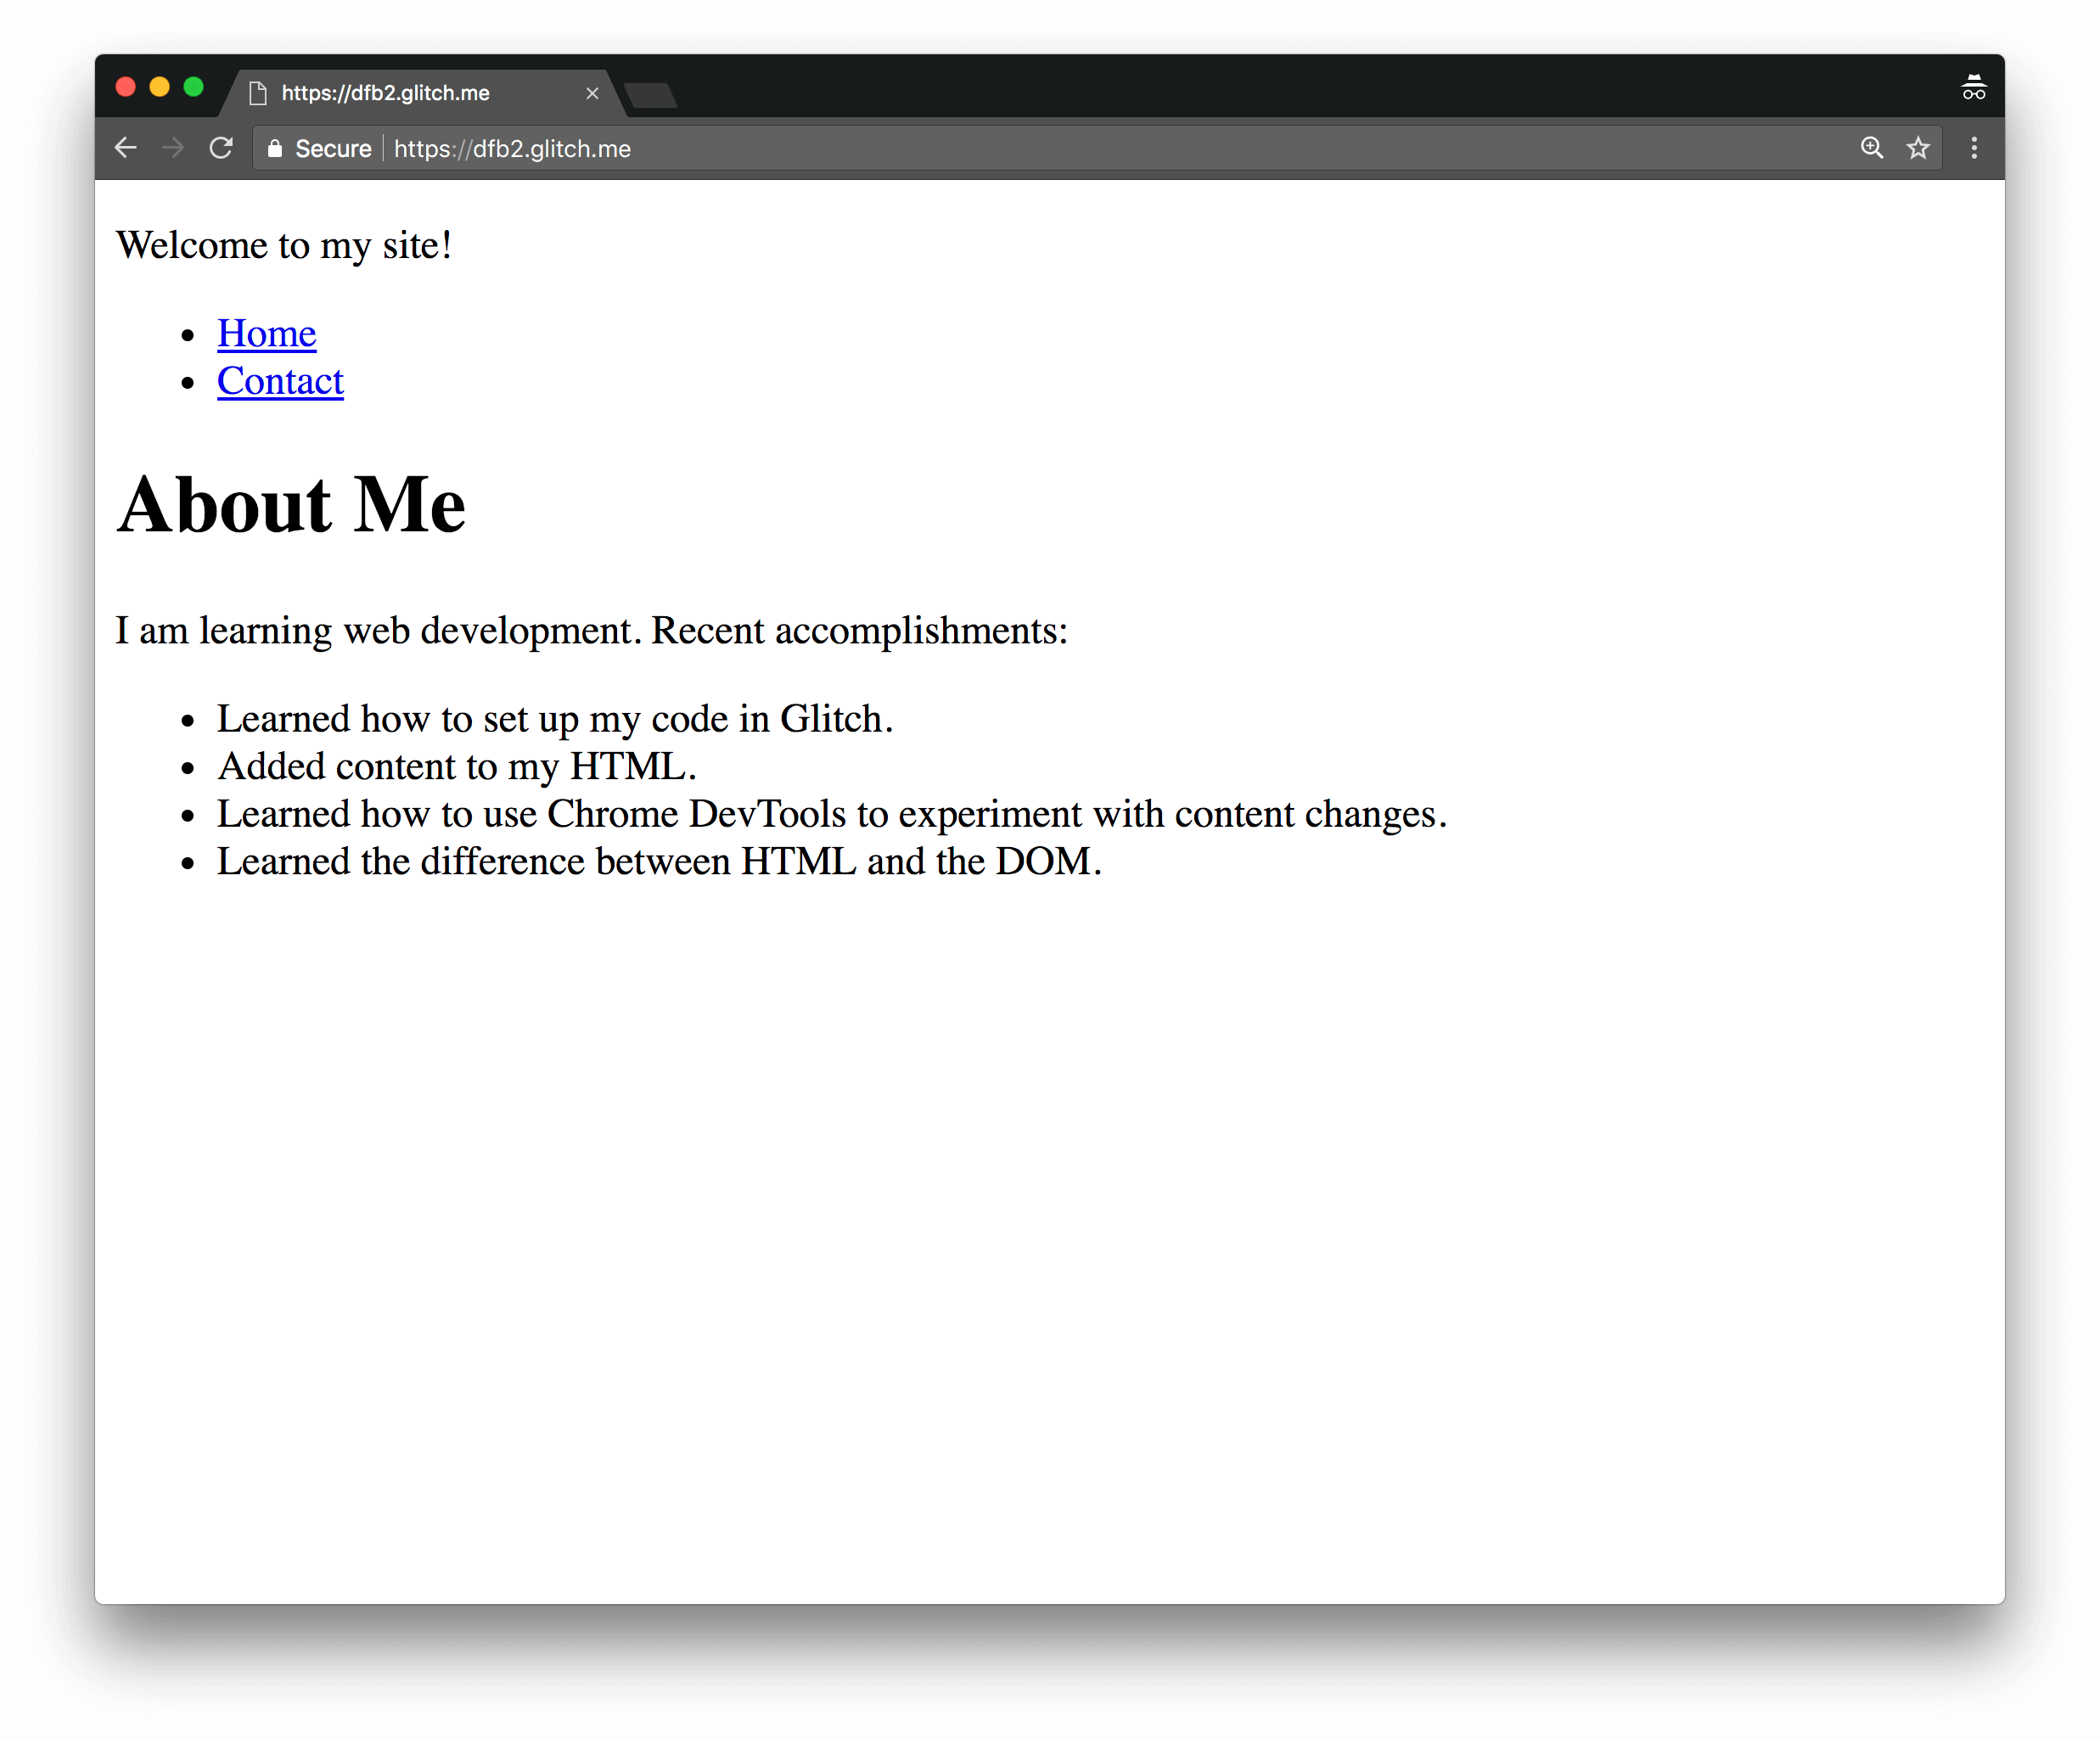 https://dfb2.glitch.me
Secure https://dfb2.glitch.me
Welcome to my site!
Home
Contact
About Me
I am learning web development. Recent accomplishments:
Learned how to set up my code in Glitch.
Added content to my HTML.
Learned how to use Chrome DevTools to experiment with content changes.
Learned the difference between HTML and the DOM.